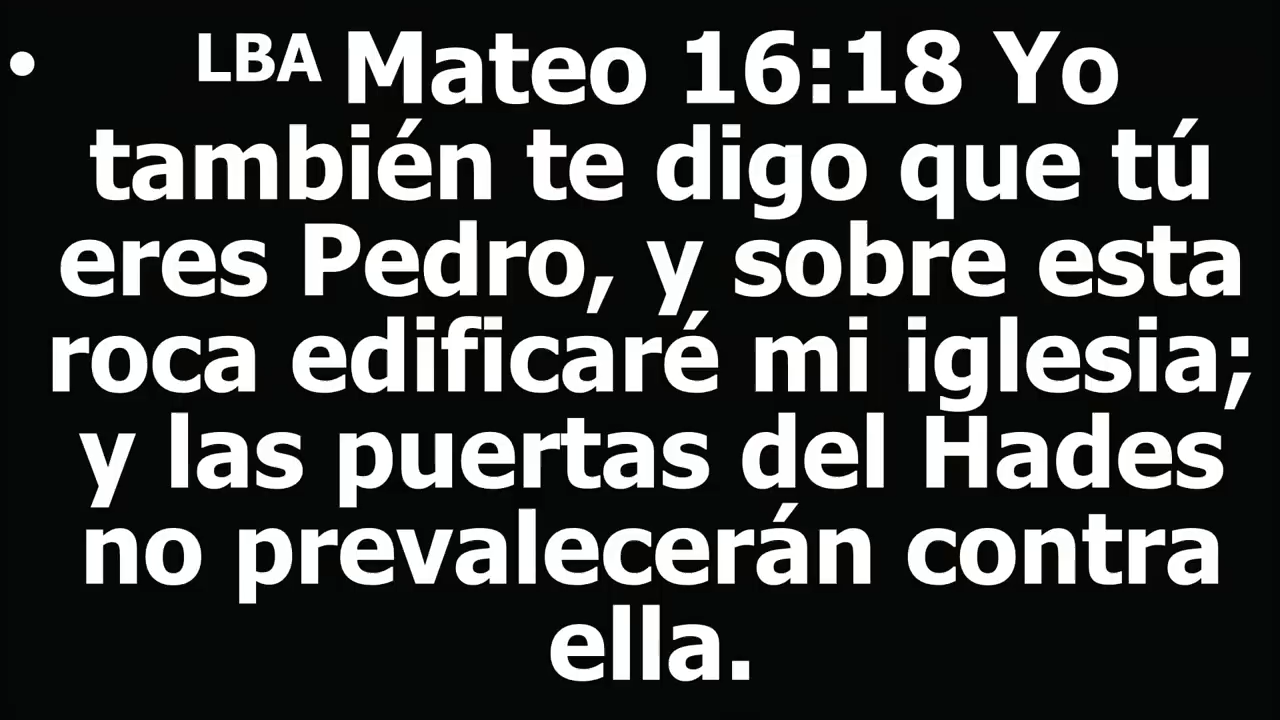 • LBA Mateo 16:18 Yo
también te digo que tú
eres Pedro, y sobre esta
roca edificaré mi iglesia;
y las puertas del Hades
no prevalecerán contra
ella.